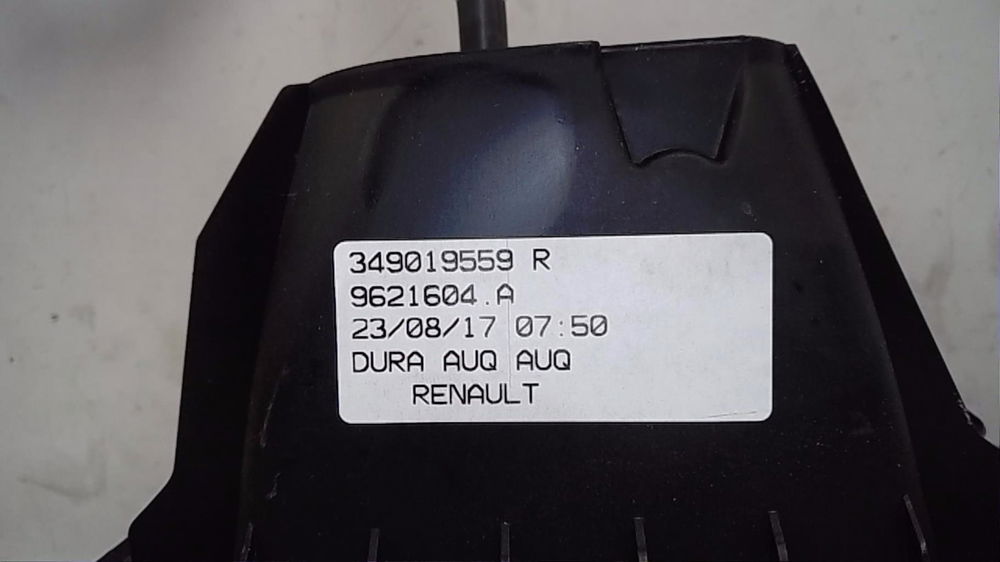 349019559 R
9621604.A
23/08/17 07:50
DURA AUQ AUQ
RENAULT